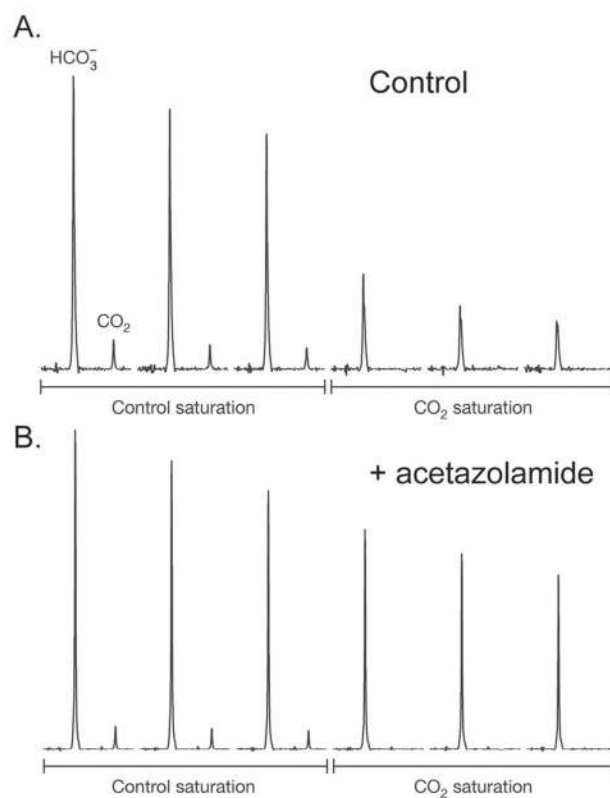 A.
HCO₃⁻
Control
CO₂
Control saturation
CO₂ saturation
B.
+ acetazolamide
Control saturation
CO₂ saturation